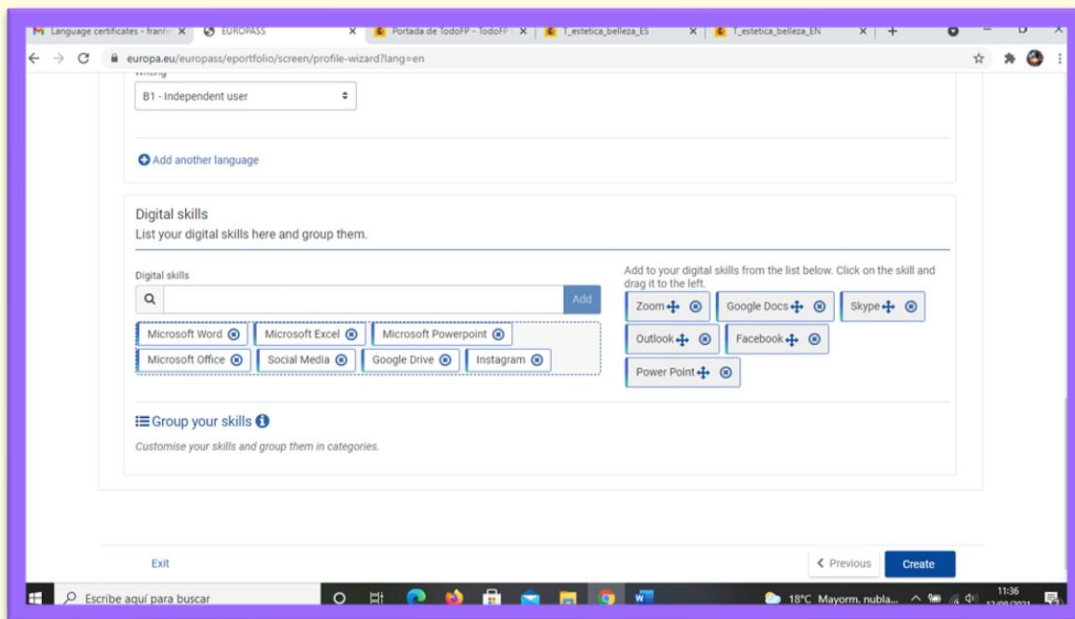 Language certificates - franh
EUROPASS
Portada de TodoFP - TodoFP
T_estetica_belleza_ES
T_estetica_belleza_EN
europa.eu/europass/eportfolio/screen/profile-wizard?lang=en
Writing
B1 - Independent user
Add another language
Digital skills
List your digital skills here and group them.
Digital skills
Add
Microsoft Word
Microsoft Excel
Microsoft Powerpoint
Microsoft Office
Social Media
Google Drive
Instagram
Add to your digital skills from the list below. Click on the skill and
drag it to the left.
Zoom
Google Docs
Skype
Outlook
Facebook
Power Point
Group your skills
Customise your skills and group them in categories.
Exit
Previous
Create
Escribe aquí para buscar
18°C Mayorm. nubla...
11:36